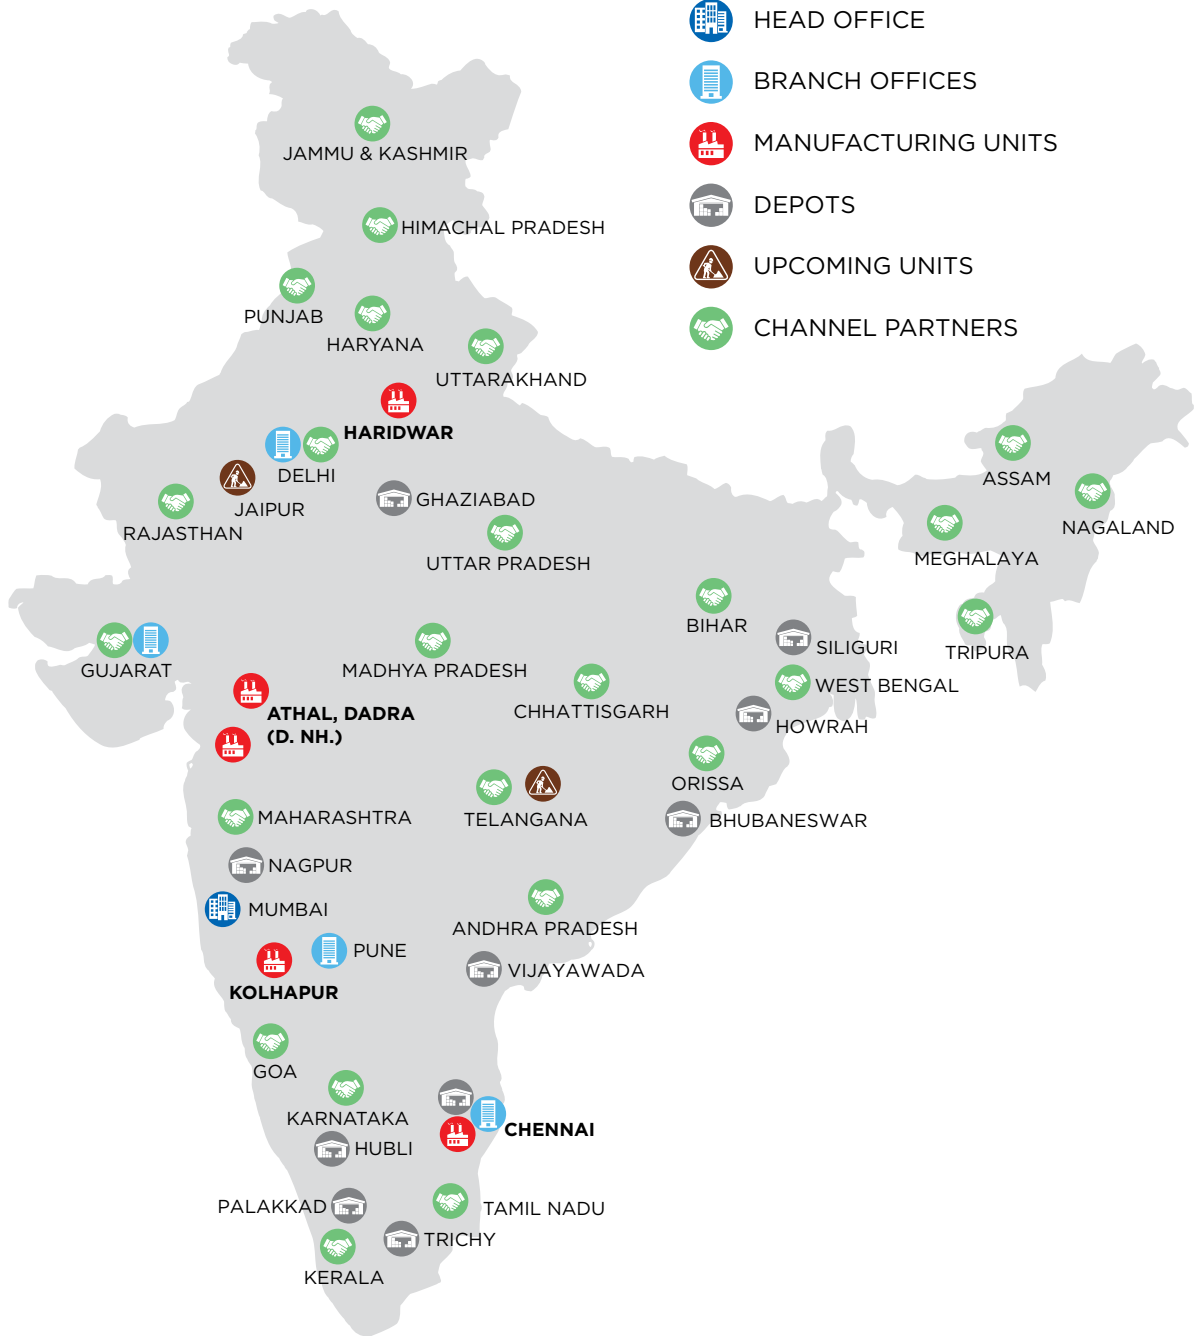 HEAD OFFICE
BRANCH OFFICES
MANUFACTURING UNITS
DEPOTS
UPCOMING UNITS
CHANNEL PARTNERS
JAMMU & KASHMIR
HIMACHAL PRADESH
PUNJAB
HARYANA
UTTARAKHAND
HARIDWAR
DELHI
JAIPUR
GHAZIABAD
RAJASTHAN
UTTAR PRADESH
ASSAM
NAGALAND
MEGHALAYA
BIHAR
SILIGURI
TRIPURA
GUJARAT
MADHYA PRADESH
WEST BENGAL
CHHATTISGARH
ATHAL, DADRA
(D. NH.)
HOWRAH
ORISSA
MAHARASHTRA
TELANGANA
BHUBANESWAR
NAGPUR
MUMBAI
ANDHRA PRADESH
PUNE
VIJAYAWADA
KOLHAPUR
GOA
KARNATAKA
CHENNAI
HUBLI
PALAKKAD
TAMIL NADU
TRICHY
KERALA